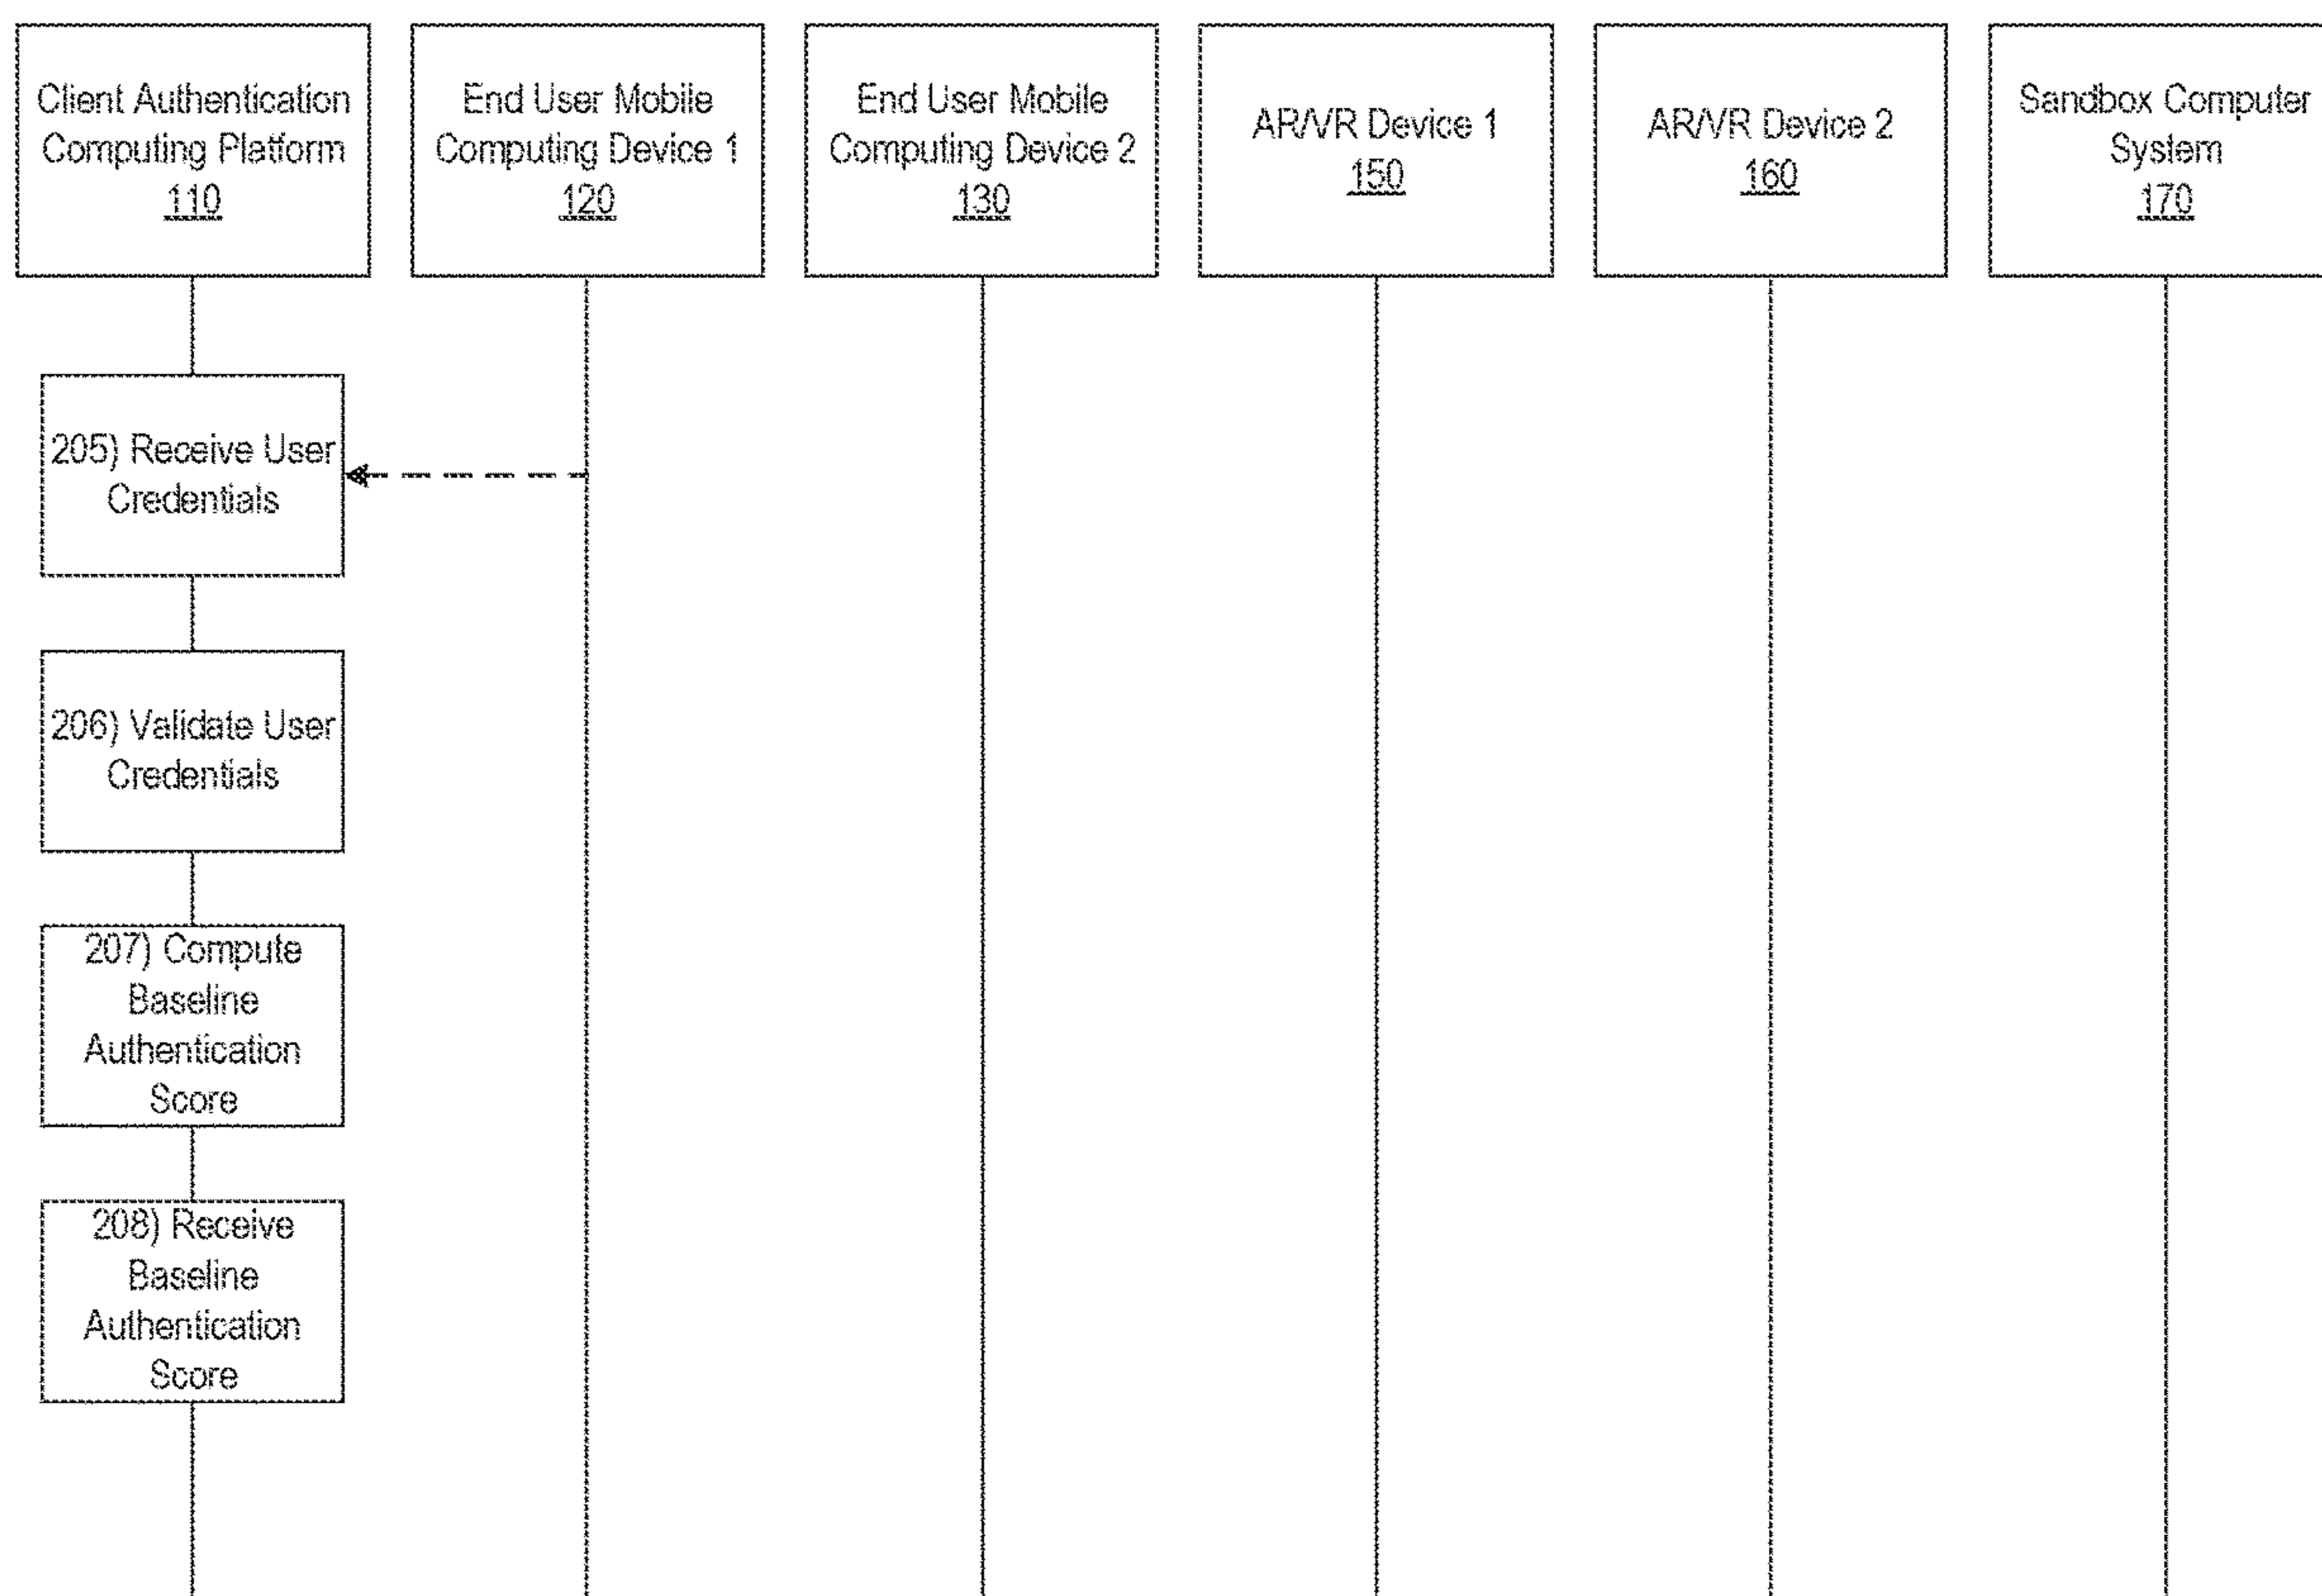 Client Authentication
Computing Platform
110
End User Mobile
Computing Device 1
120
End User Mobile
Computing Device 2
130
AR/VR Device 1
150
AR/VR Device 2
160
Sandbox Computer
System
170
205) Receive User
Credentials
206) Validate User
Credentials
207) Compute
Baseline
Authentication
Score
208) Receive
Baseline
Authentication
Score